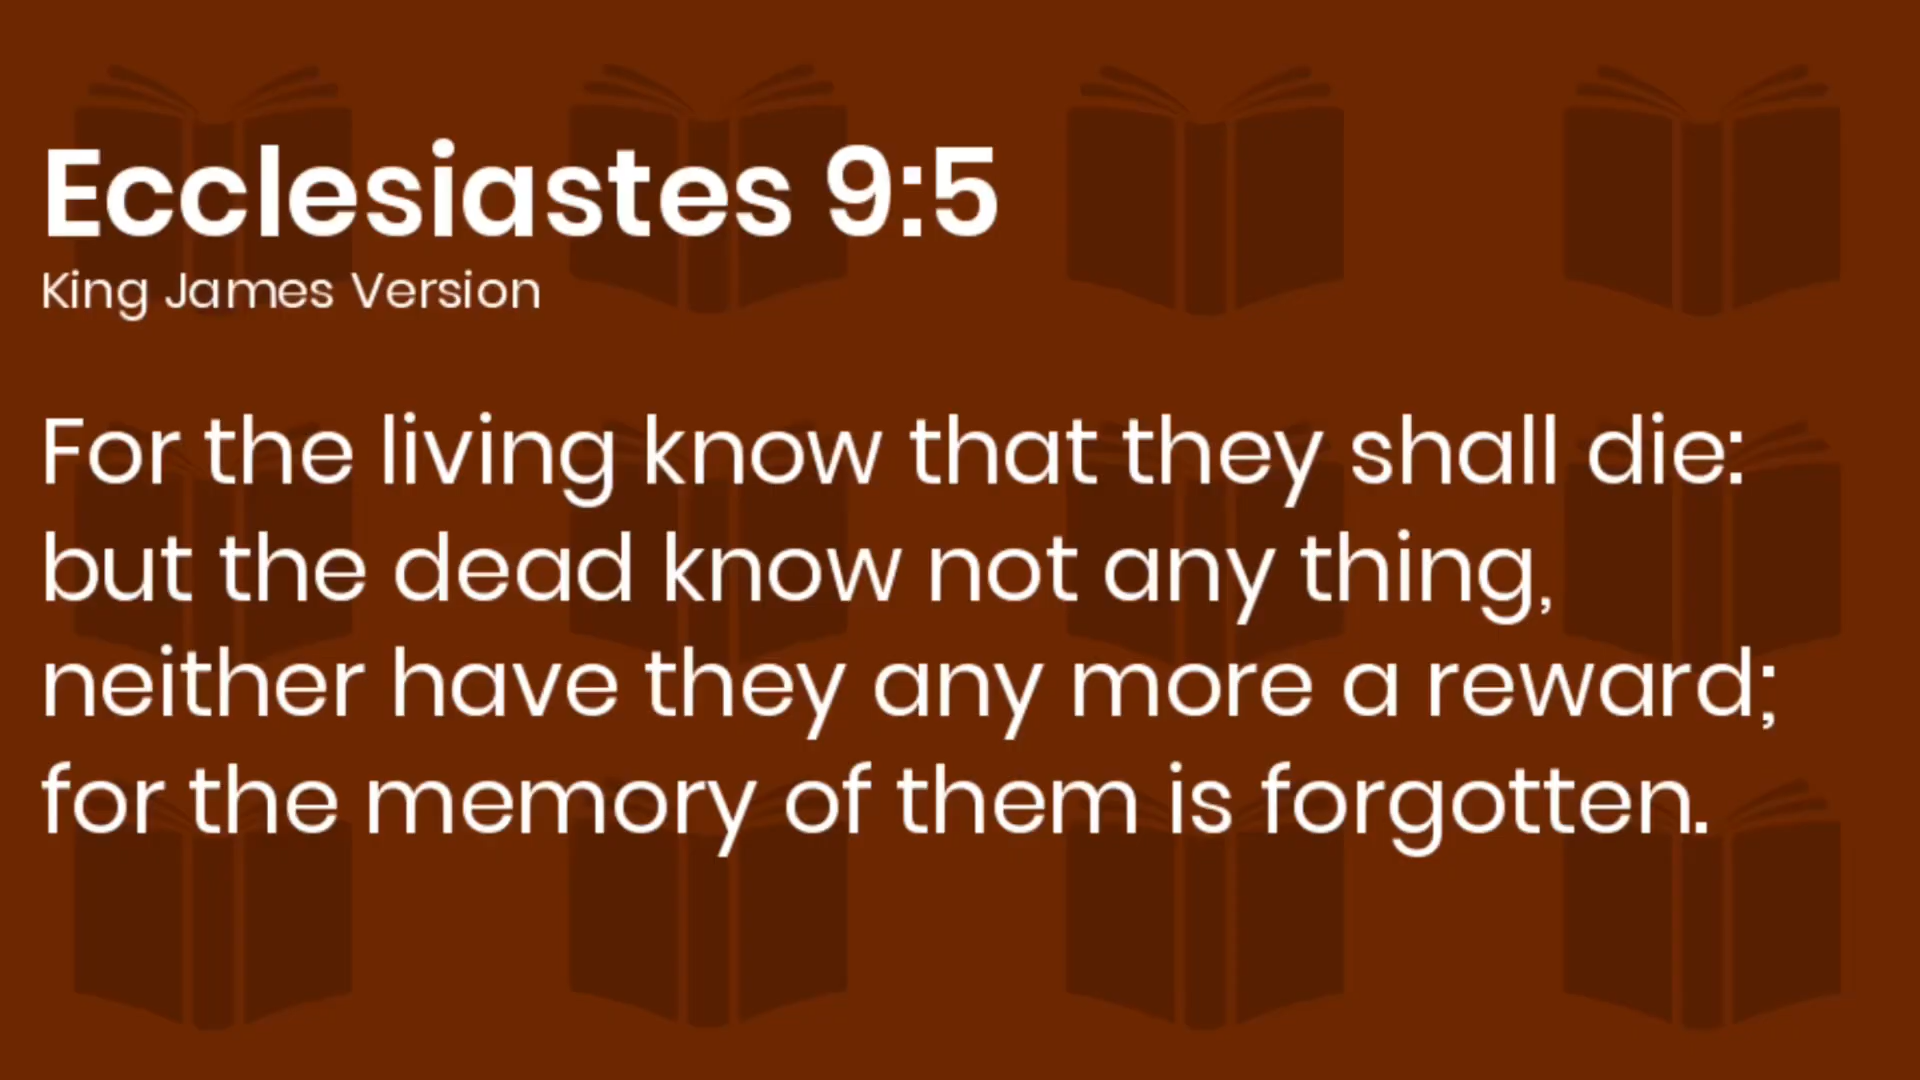 Ecclesiastes 9:5
King James Version
For the living know that they shall die:
but the dead know not any thing,
neither have they any more a reward;
for the memory of them is forgotten.